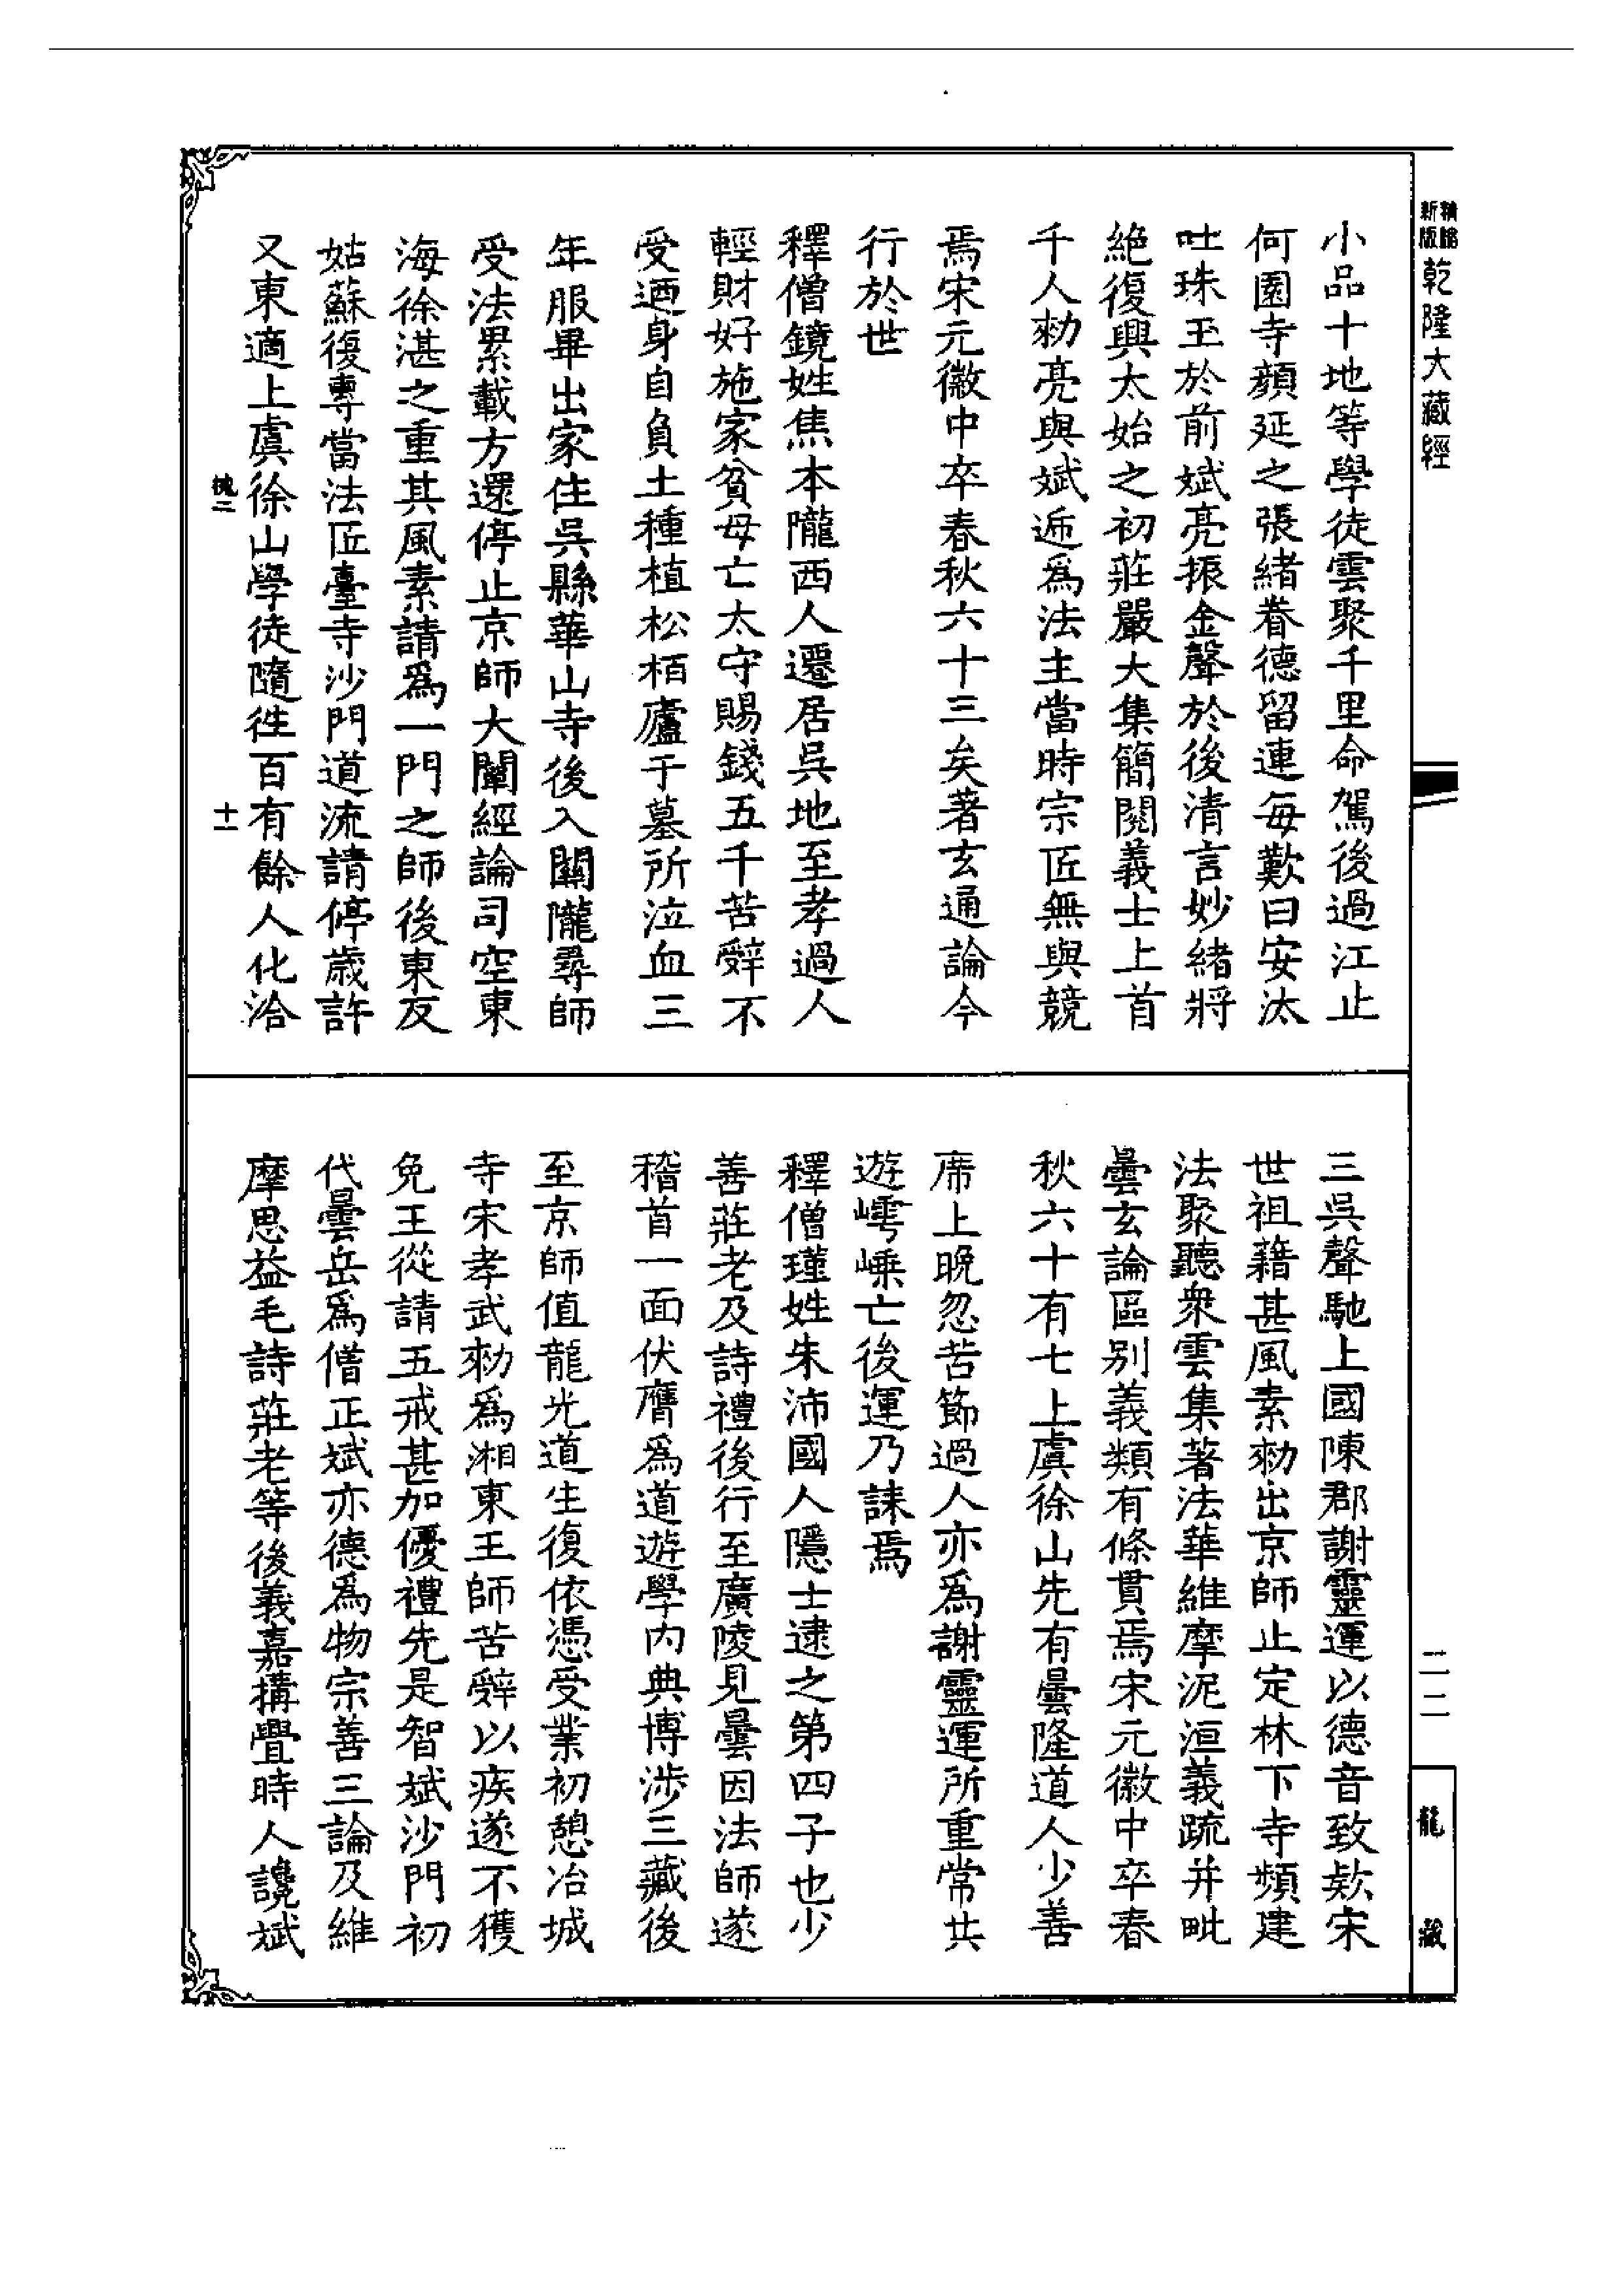 新版精縮乾隆大藏經
小品十地等學徒雲聚千里命駕後過江止
何園寺顏延之張緒眷德留連每歎曰安汰
吐珠玉於前斌亮振金聲於後清言妙緒將
絕復興太始之初莊嚴大集簡閱義士上首
千人勑亮與斌遞爲法主當時宗匠無與競
焉宋元徽中卒春秋六十三矣著玄通論今
行於世
釋僧鏡姓焦本隴西人遷居吳地至孝過人
輕財好施家貧母亡太守賜錢五千苦辤不
受迺身自負土種植松栢廬于墓所泣血三
年服畢出家住吳縣華山寺後入關隴尋師
受法累載方還停止京師大闡經論司空東
海徐湛之重其風素請爲一門之師後東反
姑蘇復專當法匠臺寺沙門道流請停歲許
又東適上虞徐山學徒隨徃百有餘人化洽
十一
三吳聲馳上國陳郡謝靈運以德音致欵宋
世祖藉甚風素勑出京師止定林下寺頻建
法聚聽衆雲集著法華維摩泥洹義疏并毗
曇玄論區別義類有條貫焉宋元徽中卒春
秋六十有七上虞徐山先有曇隆道人少善
席上晚忽苦節過人亦爲謝靈運所重常共
遊嶀嵊亡後運乃誄焉
釋僧瑾姓朱沛國人隱士逮之第四子也少
善莊老及詩禮後行至廣陵見曇因法師遂
稽首一面伏膺爲道遊學內典博涉三藏後
至京師值龍光道生復依憑受業初憩冶城
寺宋孝武勑爲湘東王師苦辤以疾遂不獲
免王從請五戒甚加優禮先是智斌沙門初
代曇岳爲僧正斌亦德爲物宗善三論及維
摩思益毛詩莊老等後義嘉搆舋時人讒斌
二二
龍藏